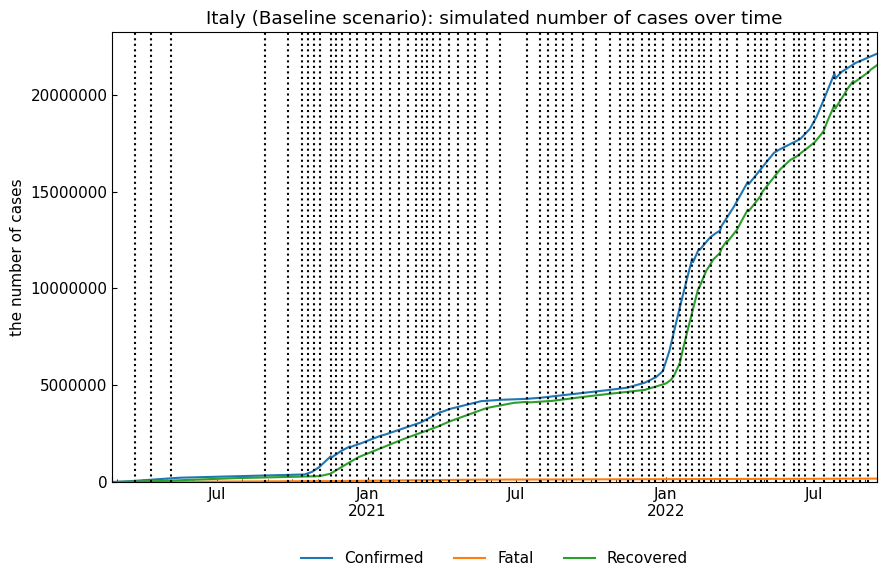 Italy (Baseline scenario): simulated number of cases over time
the number of cases
20000000
15000000
10000000
5000000
0
Jul
Jan
2021
Jul
Jan
2022
Jul
Confirmed
Fatal
Recovered